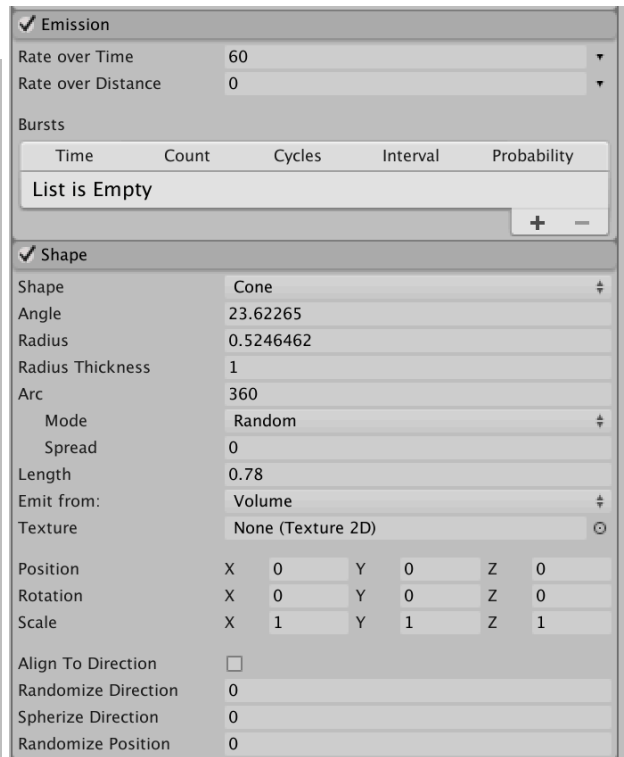 Emission
Rate over Time 60
Rate over Distance 0
Bursts
Time Count Cycles Interval Probability
List is Empty
+ −
Shape
Shape Cone
Angle 23.62265
Radius 0.5246462
Radius Thickness 1
Arc 360
Mode Random
Spread 0
Length 0.78
Emit from: Volume
Texture None (Texture 2D)
Position X 0 Y 0 Z 0
Rotation X 0 Y 0 Z 0
Scale X 1 Y 1 Z 1
Align To Direction
Randomize Direction 0
Spherize Direction 0
Randomize Position 0